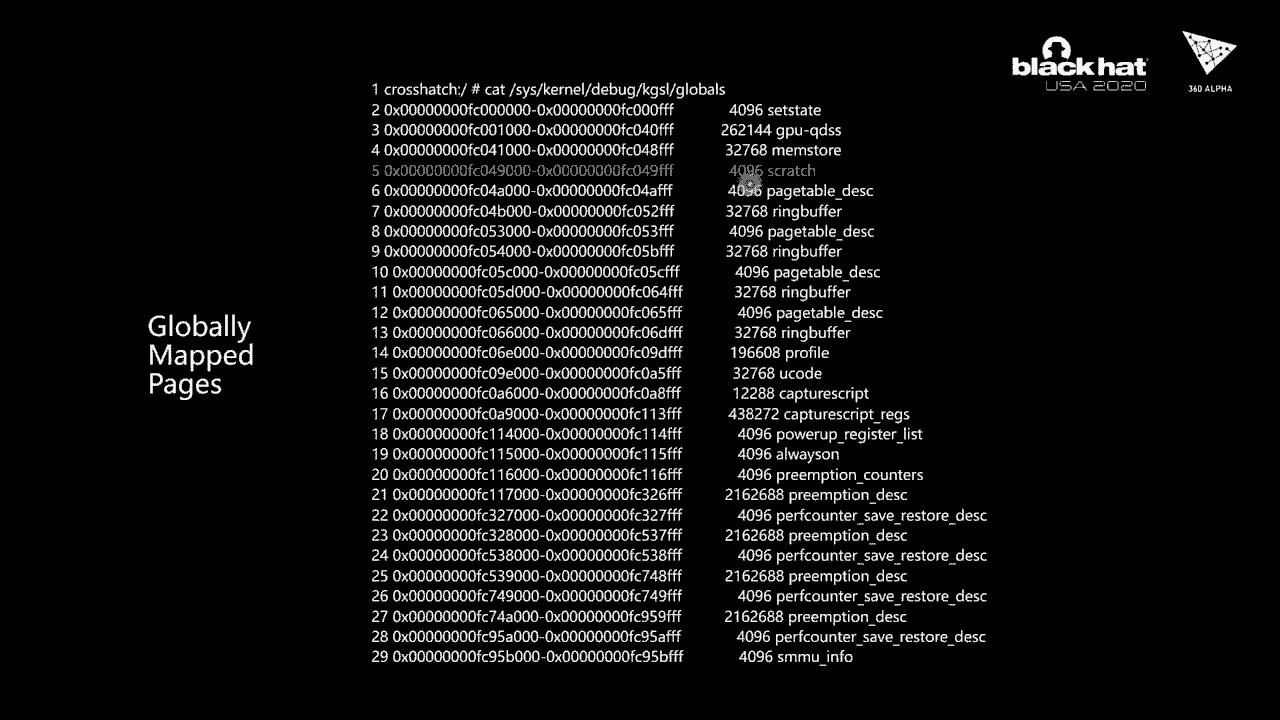 black hat
USA 2020
360 ALPHA
Globally
Mapped
Pages
1 crosshatch:/ # cat /sys/kernel/debug/kgsl/globals
2 0x00000000fc000000-0x00000000fc000fff 4096 setstate
3 0x00000000fc001000-0x00000000fc040fff 262144 gpu-qdss
4 0x00000000fc041000-0x00000000fc048fff 32768 memstore
5 0x00000000fc049000-0x00000000fc049fff 4096 scratch
6 0x00000000fc04a000-0x00000000fc04afff 4096 pagetable_desc
7 0x00000000fc04b000-0x00000000fc052fff 32768 ringbuffer
8 0x00000000fc053000-0x00000000fc053fff 4096 pagetable_desc
9 0x00000000fc054000-0x00000000fc05bfff 32768 ringbuffer
10 0x00000000fc05c000-0x00000000fc05cfff 4096 pagetable_desc
11 0x00000000fc05d000-0x00000000fc064fff 32768 ringbuffer
12 0x00000000fc065000-0x00000000fc065fff 4096 pagetable_desc
13 0x00000000fc066000-0x00000000fc06dfff 32768 ringbuffer
14 0x00000000fc06e000-0x00000000fc09dfff 196608 profile
15 0x00000000fc09e000-0x00000000fc0a5fff 32768 ucode
16 0x00000000fc0a6000-0x00000000fc0a8fff 12288 capturescript
17 0x00000000fc0a9000-0x00000000fc113fff 438272 capturescript_regs
18 0x00000000fc114000-0x00000000fc114fff 4096 powerup_register_list
19 0x00000000fc115000-0x00000000fc115fff 4096 alwayson
20 0x00000000fc116000-0x00000000fc116fff 4096 preemption_counters
21 0x00000000fc117000-0x00000000fc326fff 2162688 preemption_desc
22 0x00000000fc327000-0x00000000fc327fff 4096 perfcounter_save_restore_desc
23 0x00000000fc328000-0x00000000fc537fff 2162688 preemption_desc
24 0x00000000fc538000-0x00000000fc538fff 4096 perfcounter_save_restore_desc
25 0x00000000fc539000-0x00000000fc748fff 2162688 preemption_desc
26 0x00000000fc749000-0x00000000fc749fff 4096 perfcounter_save_restore_desc
27 0x00000000fc74a000-0x00000000fc959fff 2162688 preemption_desc
28 0x00000000fc95a000-0x00000000fc95afff 4096 perfcounter_save_restore_desc
29 0x00000000fc95b000-0x00000000fc95bfff 4096 smmu_info